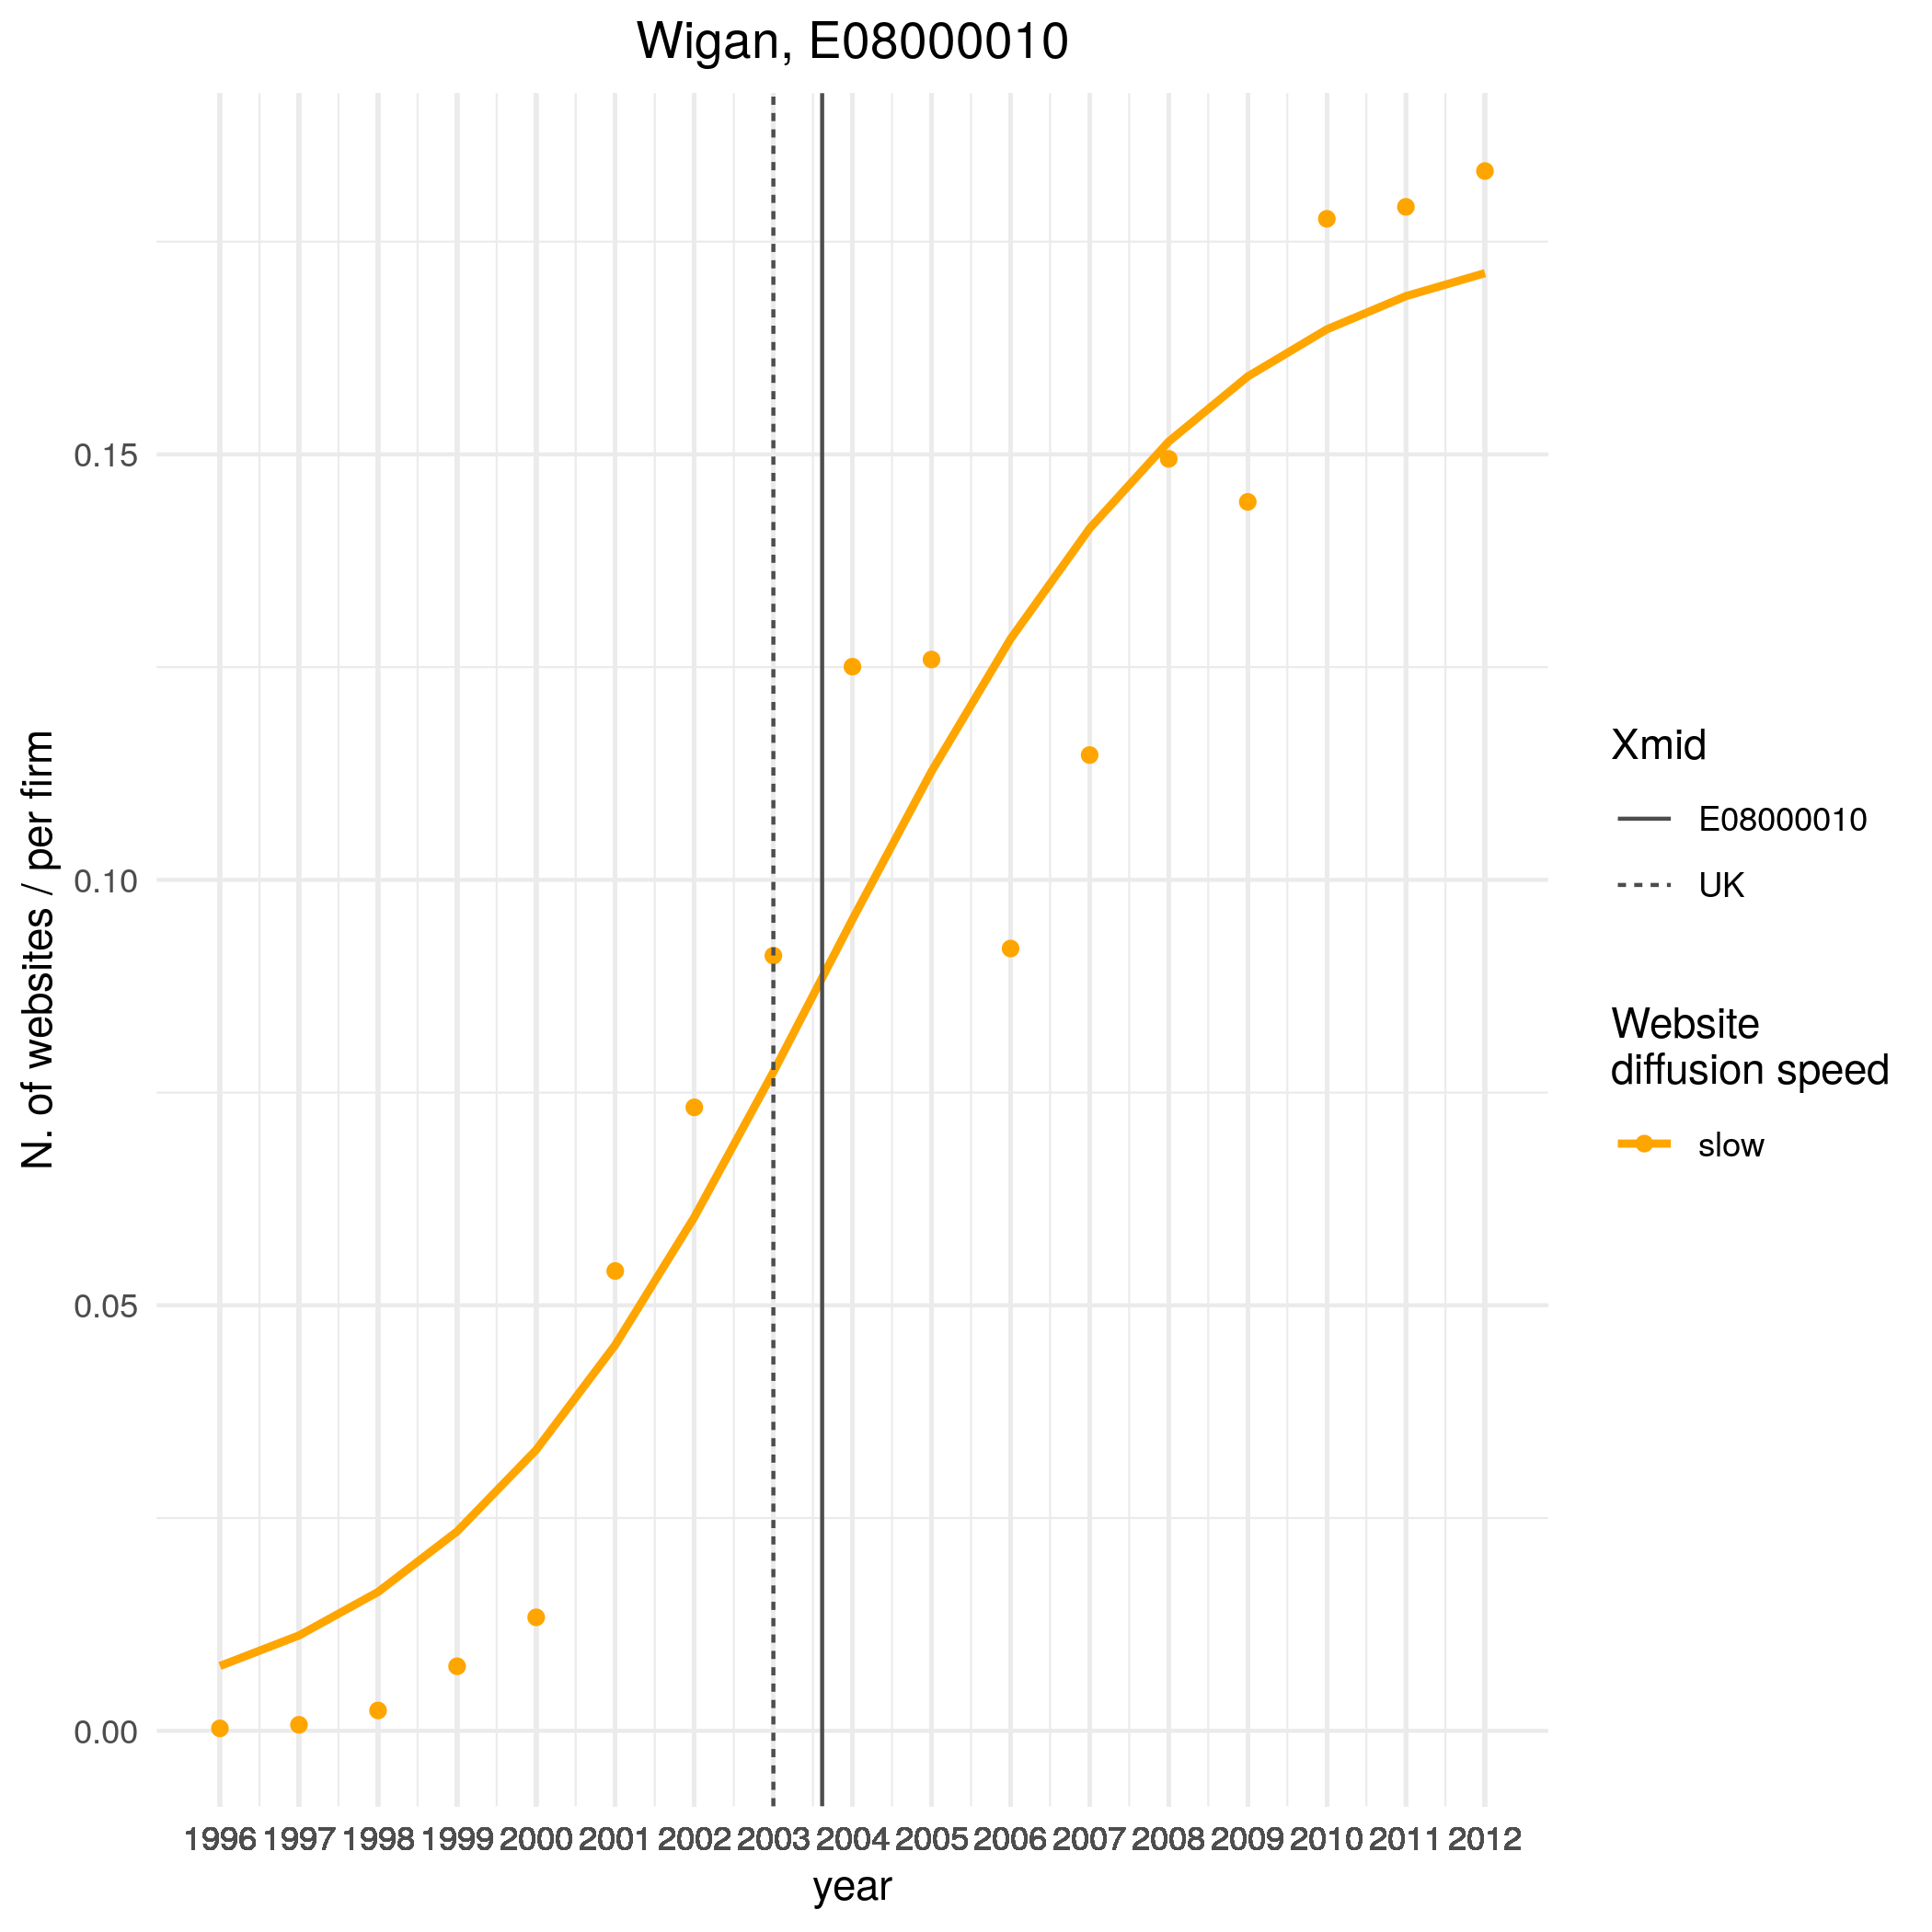 Wigan, E08000010
N. of websites / per firm
0.15
0.10
0.05
0.00
1996 1997 1998 1999 2000 2001 2002 2003 2004 2005 2006 2007 2008 2009 2010 2011 2012
year
Xmid
E08000010
UK
Website
diffusion speed
slow